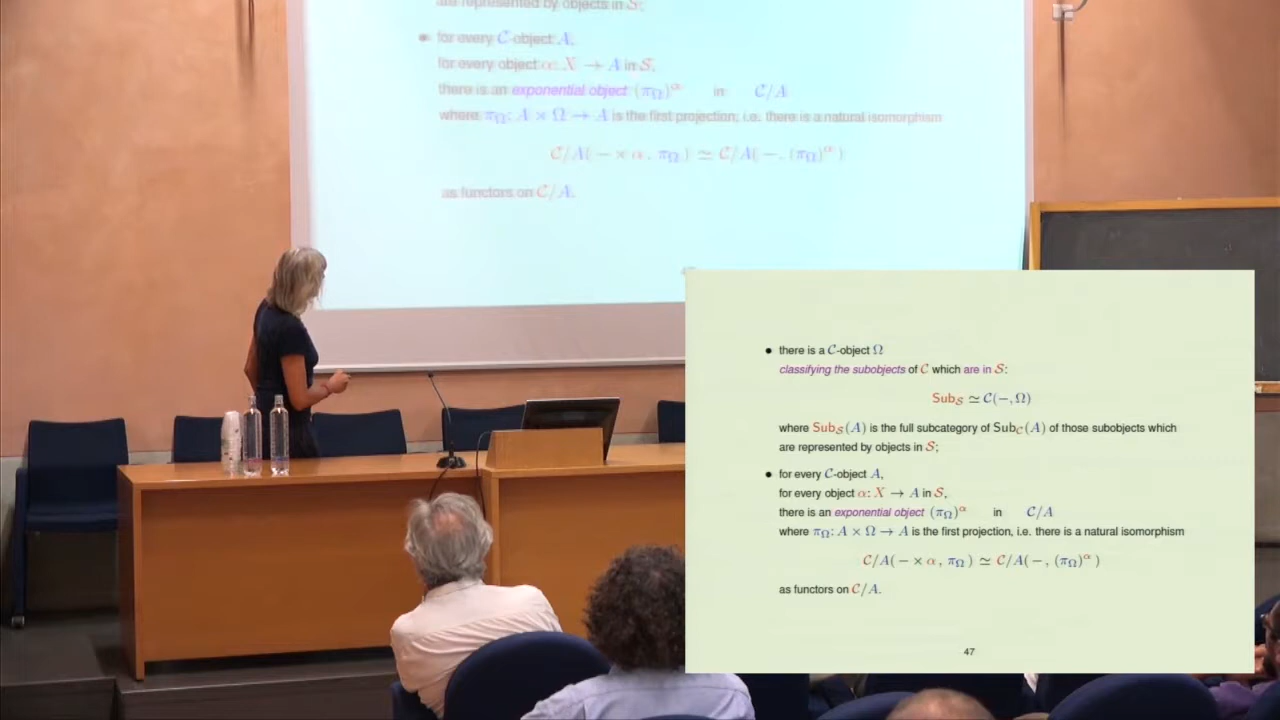 are represented by objects in 𝒮;
• for every 𝒞-object A,
for every object α: X → A in 𝒮,
there is an exponential object (π_Ω)^α in 𝒞/A
where π_Ω: A × Ω → A is the first projection, i.e. there is a natural isomorphism
𝒞/A(− × α, π_Ω) ≃ 𝒞/A(−, (π_Ω)^α)
as functors on 𝒞/A.
• there is a 𝒞-object Ω
classifying the subobjects of 𝒞 which are in 𝒮:
Sub_𝒮 ≃ 𝒞(−, Ω)
where Sub_𝒮(A) is the full subcategory of Sub_𝒞(A) of those subobjects which
are represented by objects in 𝒮;
• for every 𝒞-object A,
for every object α: X → A in 𝒮,
there is an exponential object (π_Ω)^α in 𝒞/A
where π_Ω: A × Ω → A is the first projection, i.e. there is a natural isomorphism
𝒞/A(− × α, π_Ω) ≃ 𝒞/A(−, (π_Ω)^α)
as functors on 𝒞/A.
47